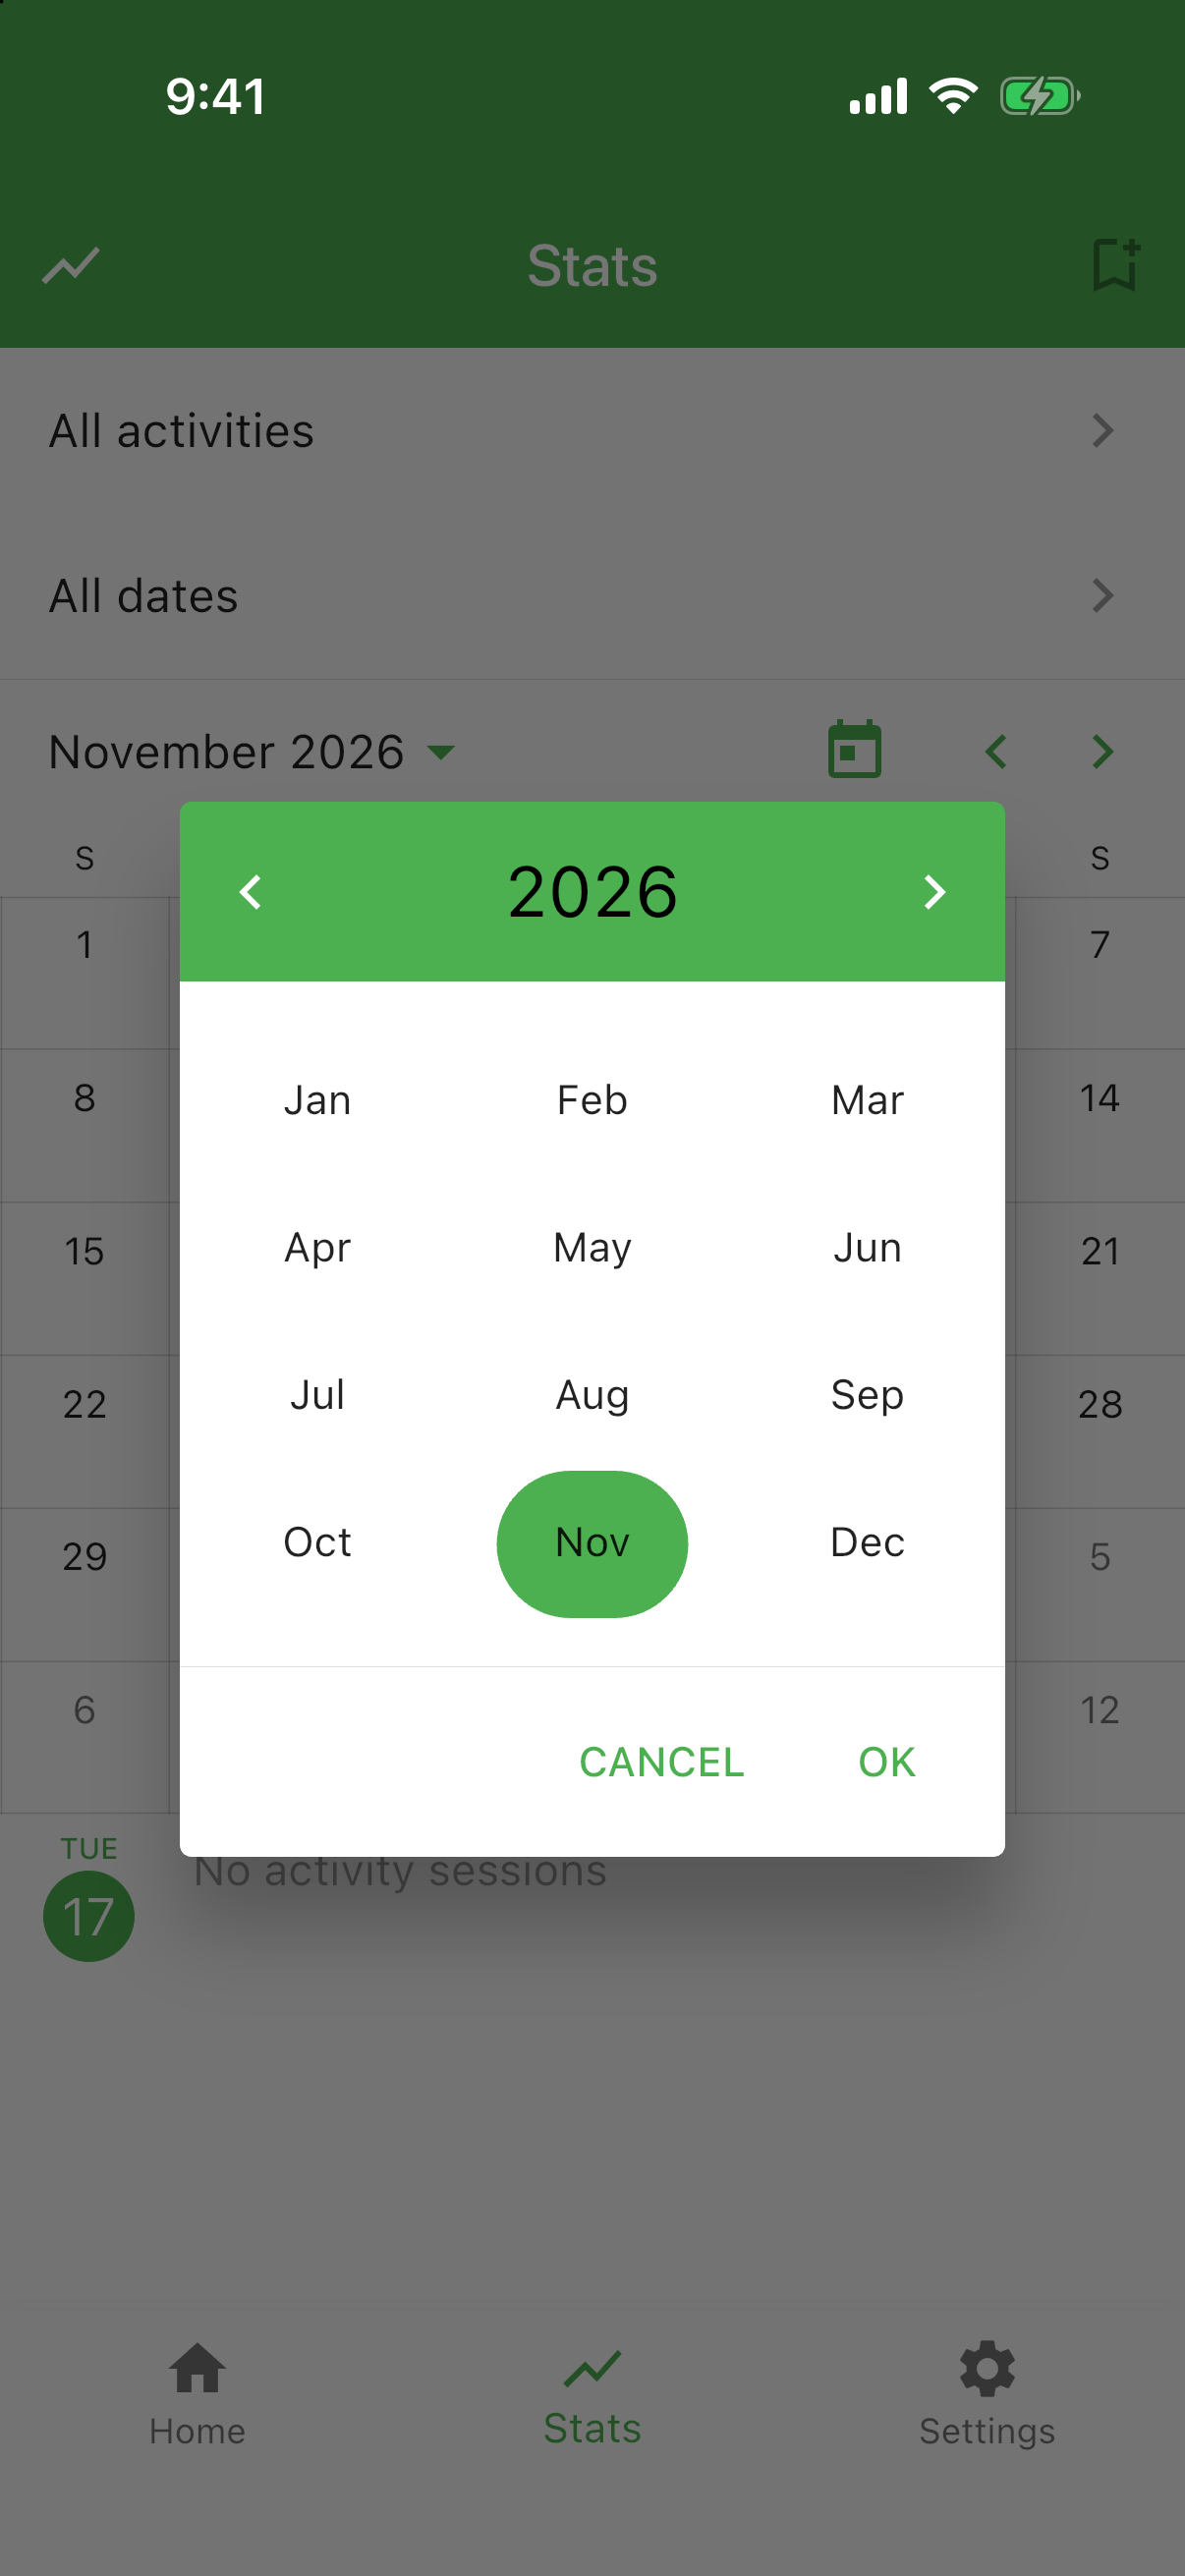 9:41
Stats
All activities
All dates
November 2026
S S
2026
1 7
Jan Feb Mar
8 14
Apr May Jun
15 21
Jul Aug Sep
22 28
Oct Nov Dec
29 5
6 12
CANCEL OK
TUE
17
No activity sessions
Home Stats Settings